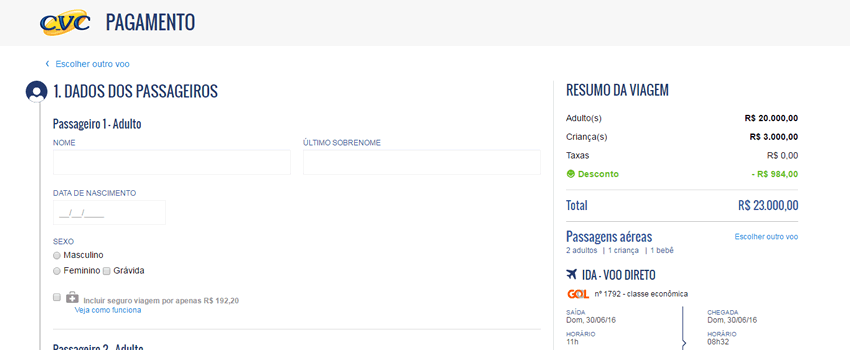 CVC PAGAMENTO
‹ Escolher outro voo
1. DADOS DOS PASSAGEIROS
Passageiro 1 - Adulto
NOME
ÚLTIMO SOBRENOME
DATA DE NASCIMENTO
__/__/____
SEXO
Masculino
Feminino Grávida
Incluir seguro viagem por apenas R$ 192,20
Veja como funciona
Passageiro 2 - Adulto
RESUMO DA VIAGEM
Adulto(s) R$ 20.000,00
Criança(s) R$ 3.000,00
Taxas R$ 0,00
Desconto - R$ 984,00
Total R$ 23.000,00
Passagens aéreas Escolher outro voo
2 adultos | 1 criança | 1 bebê
IDA - VOO DIRETO
GOL nº 1792 - classe econômica
SAÍDA CHEGADA
Dom, 30/06/16 Dom, 30/06/16
HORÁRIO HORÁRIO
11h 08h32